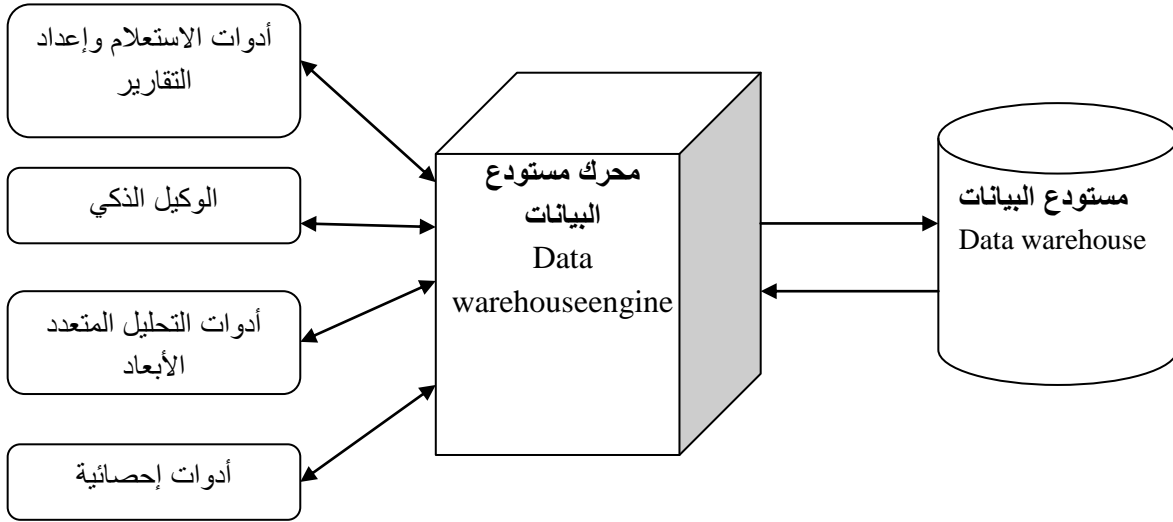 أدوات الاستعلام وإعداد
التقارير
الوكيل الذكي
أدوات التحليل المتعدد
الأبعاد
أدوات إحصائية
محرك مستودع
البيانات
Data
warehouseengine
مستودع البيانات
Data warehouse